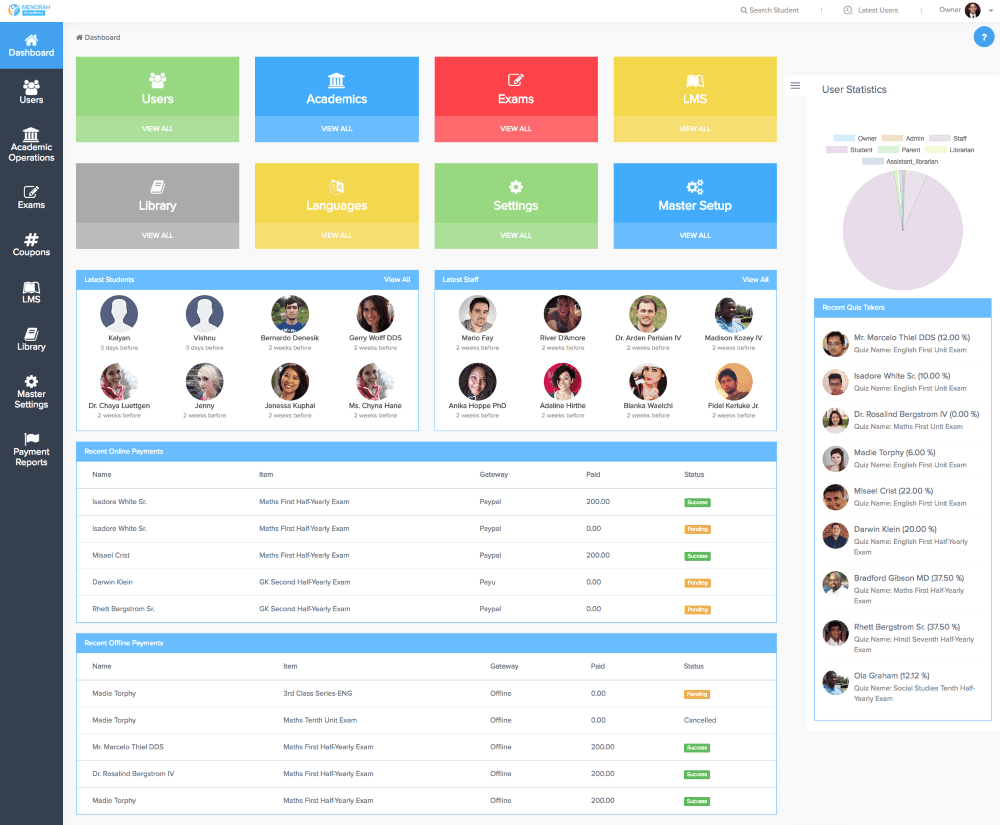 MENORAH
Academy
Search Student
Latest Users
Owner
Dashboard
Users
Academic
Operations
Exams
Coupons
LMS
Library
Master
Settings
Payment
Reports
Dashboard
?
Users
VIEW ALL
Academics
VIEW ALL
Exams
VIEW ALL
LMS
VIEW ALL
Library
VIEW ALL
Languages
VIEW ALL
Settings
VIEW ALL
Master Setup
VIEW ALL
Latest Students View All
Kalyan
3 days before
Vishnu
3 days before
Bernardo Denesik
2 weeks before
Gerry Wolff DDS
2 weeks before
Dr. Chaya Luettgen
2 weeks before
Jenny
2 weeks before
Janessa Kuphal
2 weeks before
Ms. Chyna Hane
2 weeks before
Latest Staff View All
Mario Fay
2 weeks before
River D'Amore
2 weeks before
Dr. Arden Parisian IV
2 weeks before
Madison Kozey IV
2 weeks before
Anika Hoppe PhD
2 weeks before
Adaline Hirthe
2 weeks before
Bianka Waelchi
2 weeks before
Fidel Kerluke Jr.
2 weeks before
Recent Online Payments
Name Item Gateway Paid Status
Isadore White Sr. Maths First Half-Yearly Exam Paypal 200.00 Success
Isadore White Sr. Maths First Half-Yearly Exam Paypal 0.00 Pending
Misael Crist Maths First Half-Yearly Exam Paypal 200.00 Success
Darwin Klein GK Second Half-Yearly Exam Payu 0.00 Pending
Rhett Bergstrom Sr. GK Second Half-Yearly Exam Paypal 0.00 Pending
Recent Offline Payments
Name Item Gateway Paid Status
Madie Torphy 3rd Class Series-ENG Offline 0.00 Pending
Madie Torphy Maths Tenth Unit Exam Offline 0.00 Cancelled
Mr. Marcelo Thiel DDS Maths First Half-Yearly Exam Offline 200.00 Success
Dr. Rosalind Bergstrom IV Maths First Half-Yearly Exam Offline 200.00 Success
Madie Torphy Maths First Half-Yearly Exam Offline 200.00 Success
User Statistics
Owner Admin Staff
Student Parent Librarian
Assistant_librarian
Recent Quiz Takers
Mr. Marcelo Thiel DDS (12.00 %)
Quiz Name: English First Unit Exam
Isadore White Sr. (10.00 %)
Quiz Name: English First Unit Exam
Dr. Rosalind Bergstrom IV (0.00 %)
Quiz Name: Maths First Unit Exam
Madie Torphy (6.00 %)
Quiz Name: English First Unit Exam
Misael Crist (22.00 %)
Quiz Name: English First Unit Exam
Darwin Klein (20.00 %)
Quiz Name: English First Half-Yearly
Exam
Bradford Gibson MD (37.50 %)
Quiz Name: Maths First Half-Yearly
Exam
Rhett Bergstrom Sr. (37.50 %)
Quiz Name: Hindi Seventh Half-Yearly
Exam
Ola Graham (12.12 %)
Quiz Name: Social Studies Tenth Half-
Yearly Exam